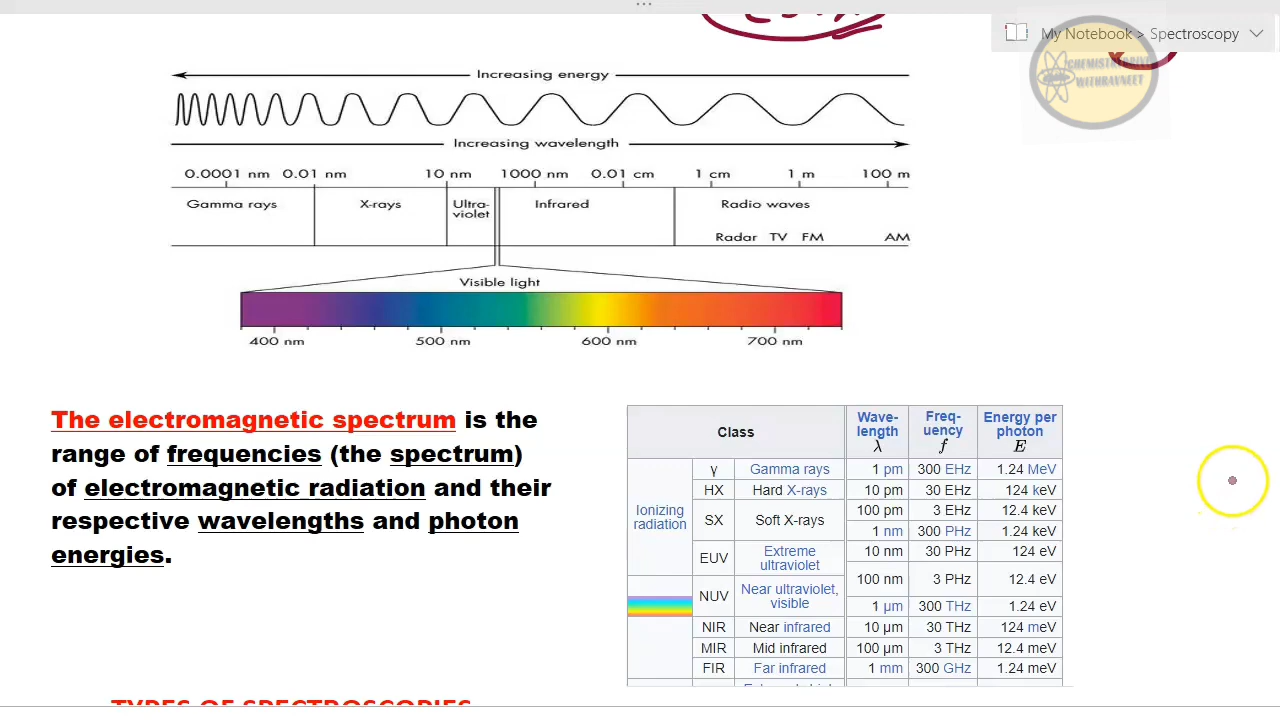 My Notebook > Spectroscopy
WITHRAVNEET
Increasing energy
Increasing wavelength
0.0001 nm 0.01 nm 10 nm 1000 nm 0.01 cm 1 cm 1 m 100 m
Gamma rays X-rays Ultra- Infrared Radio waves
violet
Radar TV FM AM
Visible light
400 nm 500 nm 600 nm 700 nm
The electromagnetic spectrum is the
range of frequencies (the spectrum)
of electromagnetic radiation and their
respective wavelengths and photon
energies.
Class
Wave-
length
λ
Freq-
uency
f
Energy per
photon
E
Ionizing
radiation
γ Gamma rays 1 pm 300 EHz 1.24 MeV
HX Hard X-rays 10 pm 30 EHz 124 keV
SX Soft X-rays 100 pm 3 EHz 12.4 keV
1 nm 300 PHz 1.24 keV
EUV Extreme
ultraviolet
10 nm 30 PHz 124 eV
100 nm 3 PHz 12.4 eV
NUV Near ultraviolet,
visible
1 µm 300 THz 1.24 eV
NIR Near infrared 10 µm 30 THz 124 meV
MIR Mid infrared 100 µm 3 THz 12.4 meV
FIR Far infrared 1 mm 300 GHz 1.24 meV
TYPES OF SPECTROSCOPIES